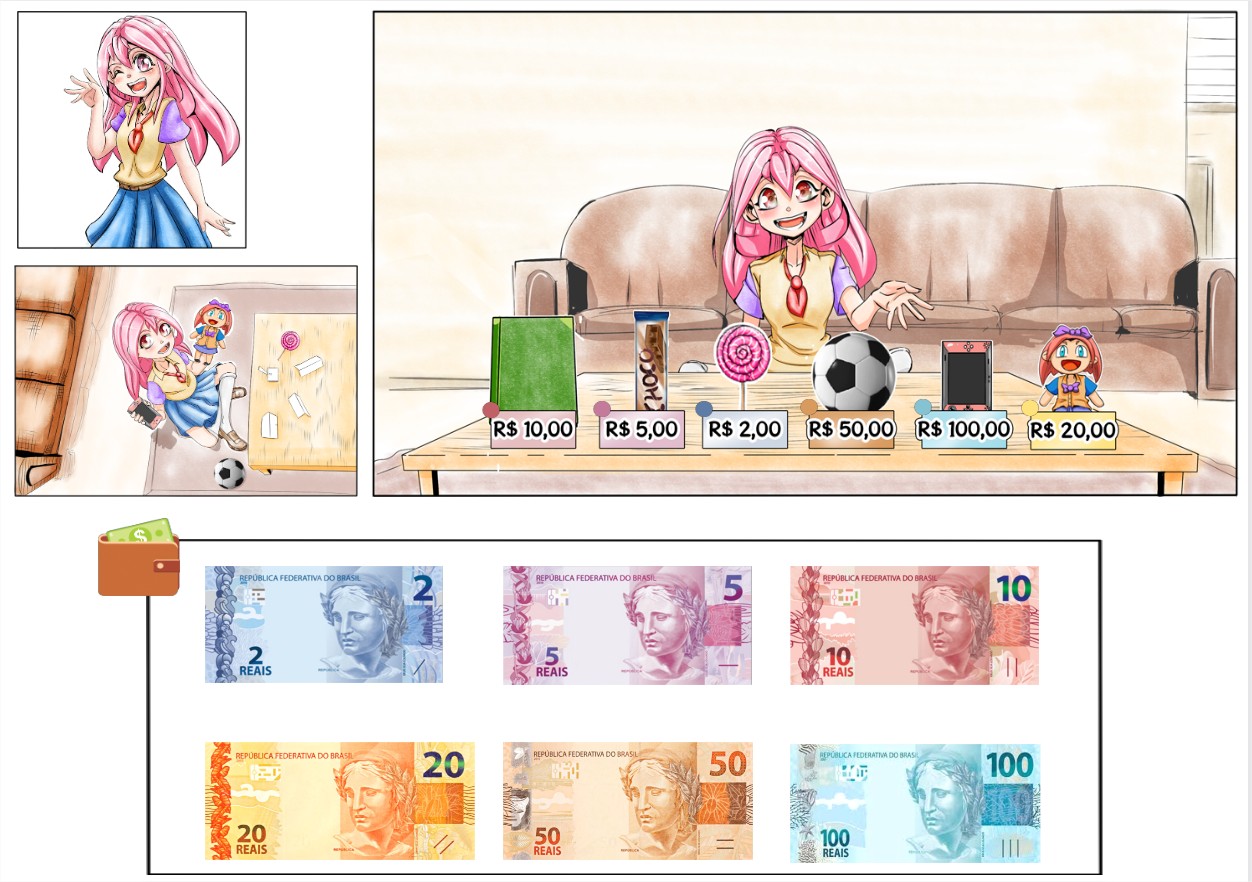 CHOCO
R$ 10,00
R$ 5,00
R$ 2,00
R$ 50,00
R$ 100,00
R$ 20,00
$
REPÚBLICA FEDERATIVA DO BRASIL
2
2
REAIS
REPÚBLICA FEDERATIVA DO BRASIL
5
5
REAIS
REPÚBLICA FEDERATIVA DO BRASIL
10
10
REAIS
REPÚBLICA FEDERATIVA DO BRASIL
20
20
REAIS
REPÚBLICA FEDERATIVA DO BRASIL
50
50
REAIS
REPÚBLICA FEDERATIVA DO BRASIL
100
100
REAIS